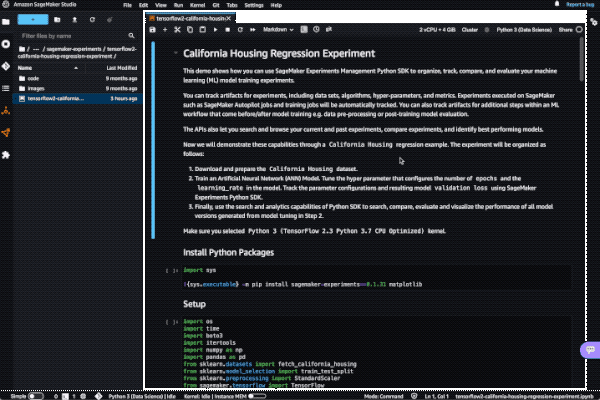 Amazon SageMaker Studio
File Edit View Run Kernel Git Tabs Settings Help
Report a bug
tensorflow2-california-housin
Markdown
2 vCPU + 4 GiB Cluster Python 3 (Data Science) Share
Filter files by name
/ ··· / sagemaker-experiments / tensorflow2-
california-housing-regression-experiment /
Name Last Modified
code 9 months ago
images 9 months ago
tensorflow2-california... 5 hours ago
California Housing Regression Experiment
This demo shows how you can use SageMaker Experiments Management Python SDK to organize, track, compare, and evaluate your machine
learning (ML) model training experiments.
You can track artifacts for experiments, including data sets, algorithms, hyper-parameters, and metrics. Experiments executed on SageMaker
such as SageMaker Autopilot jobs and training jobs will be automatically tracked. You can also track artifacts for additional steps within an ML
workflow that come before/after model training e.g. data pre-processing or post-training model evaluation.
The APIs also let you search and browse your current and past experiments, compare experiments, and identify best performing models.
Now we will demonstrate these capabilities through a California Housing regression example. The experiment will be organized as
follows:
1. Download and prepare the California Housing dataset.
2. Train an Artificial Neural Network (ANN) Model. Tune the hyper parameter that configures the number of epochs and the
learning_rate in the model. Track the parameter configurations and resulting model validation loss using SageMaker
Experiments Python SDK.
3. Finally, use the search and analytics capabilities of Python SDK to search, compare, evaluate and visualize the performance of all model
versions generated from model tuning in Step 2.
Make sure you selected Python 3 (TensorFlow 2.3 Python 3.7 CPU Optimized) kernel.
Install Python Packages
[ ]: import sys
!{sys.executable} -m pip install sagemaker-experiments==0.1.31 matplotlib
Setup
[ ]: import os
import time
import boto3
import itertools
import numpy as np
import pandas as pd
from sklearn.datasets import fetch_california_housing
from sklearn.model_selection import train_test_split
from sklearn.preprocessing import StandardScaler
from sagemaker.tensorflow import TensorFlow
Simple 0 1 Python 3 (Data Science) | Idle Kernel: Idle | Instance MEM Mode: Command Ln 1, Col 1 tensorflow2-california-housing-regression-experiment.ipynb